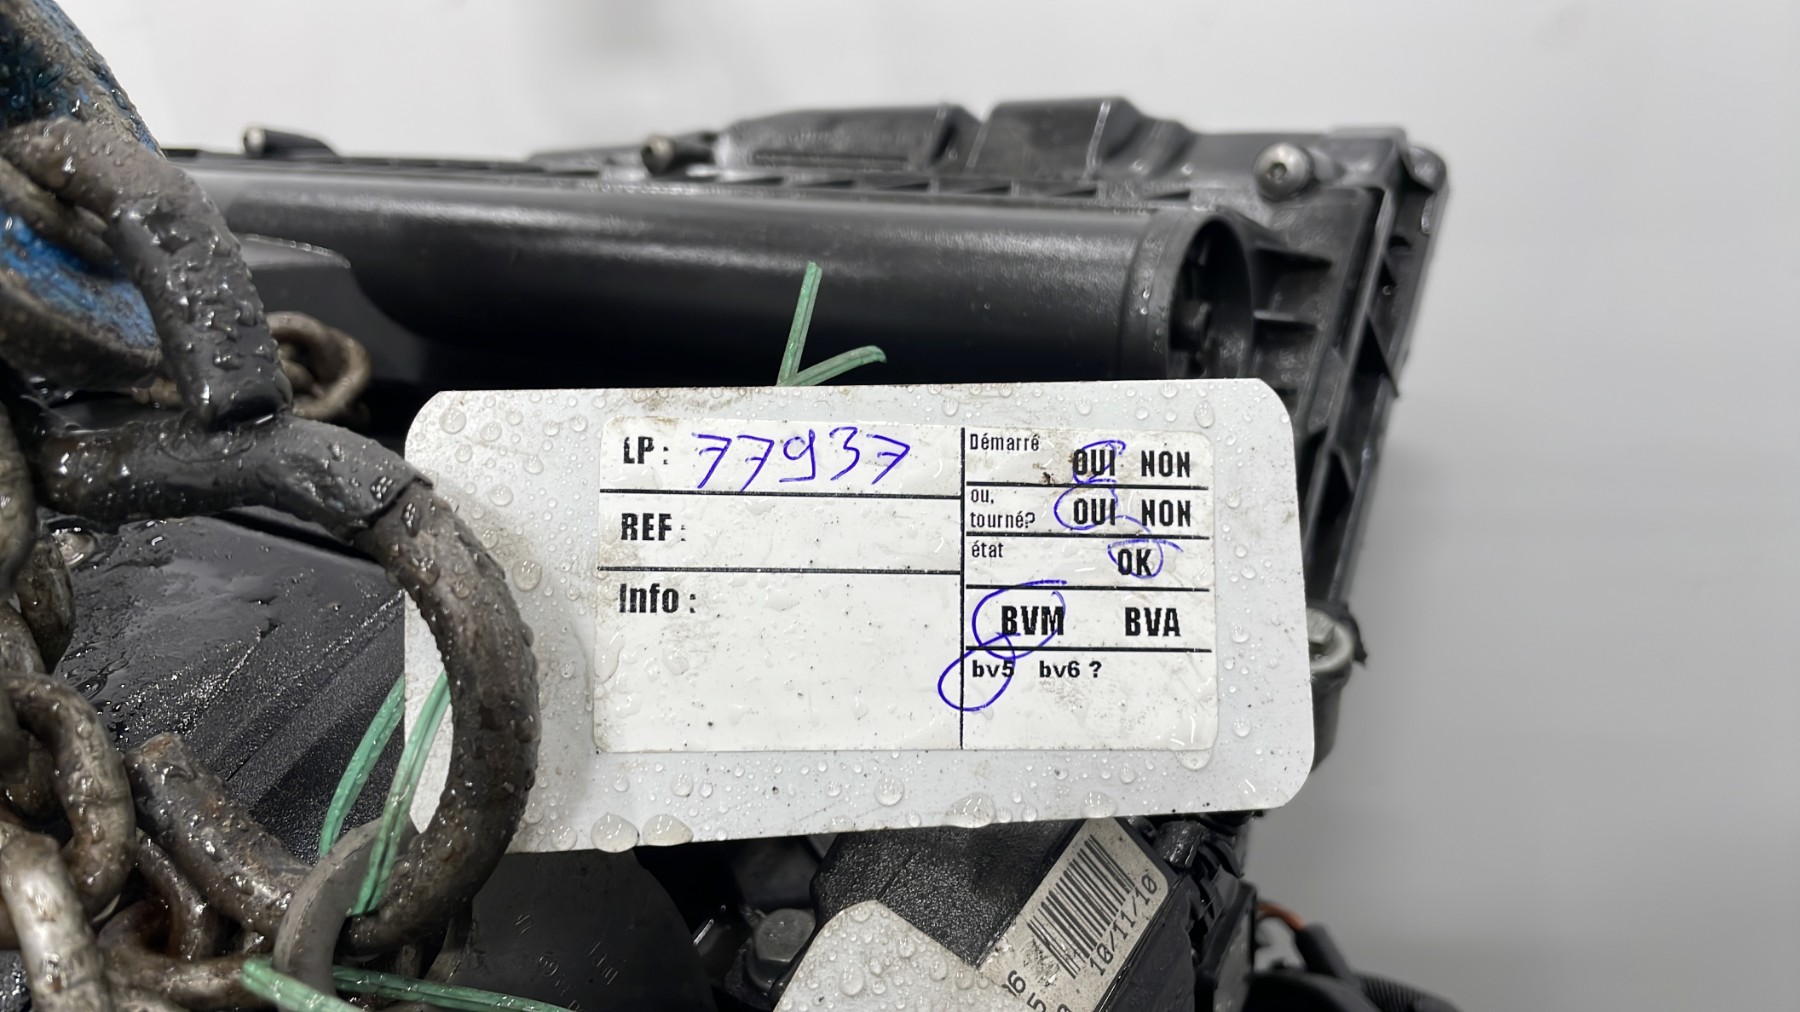 LP: 77937
REF:
Info :
Démarré OUI NON
ou, tourné? OUI NON
état OK
BVM BVA
bv5 bv6 ?
10/11/10